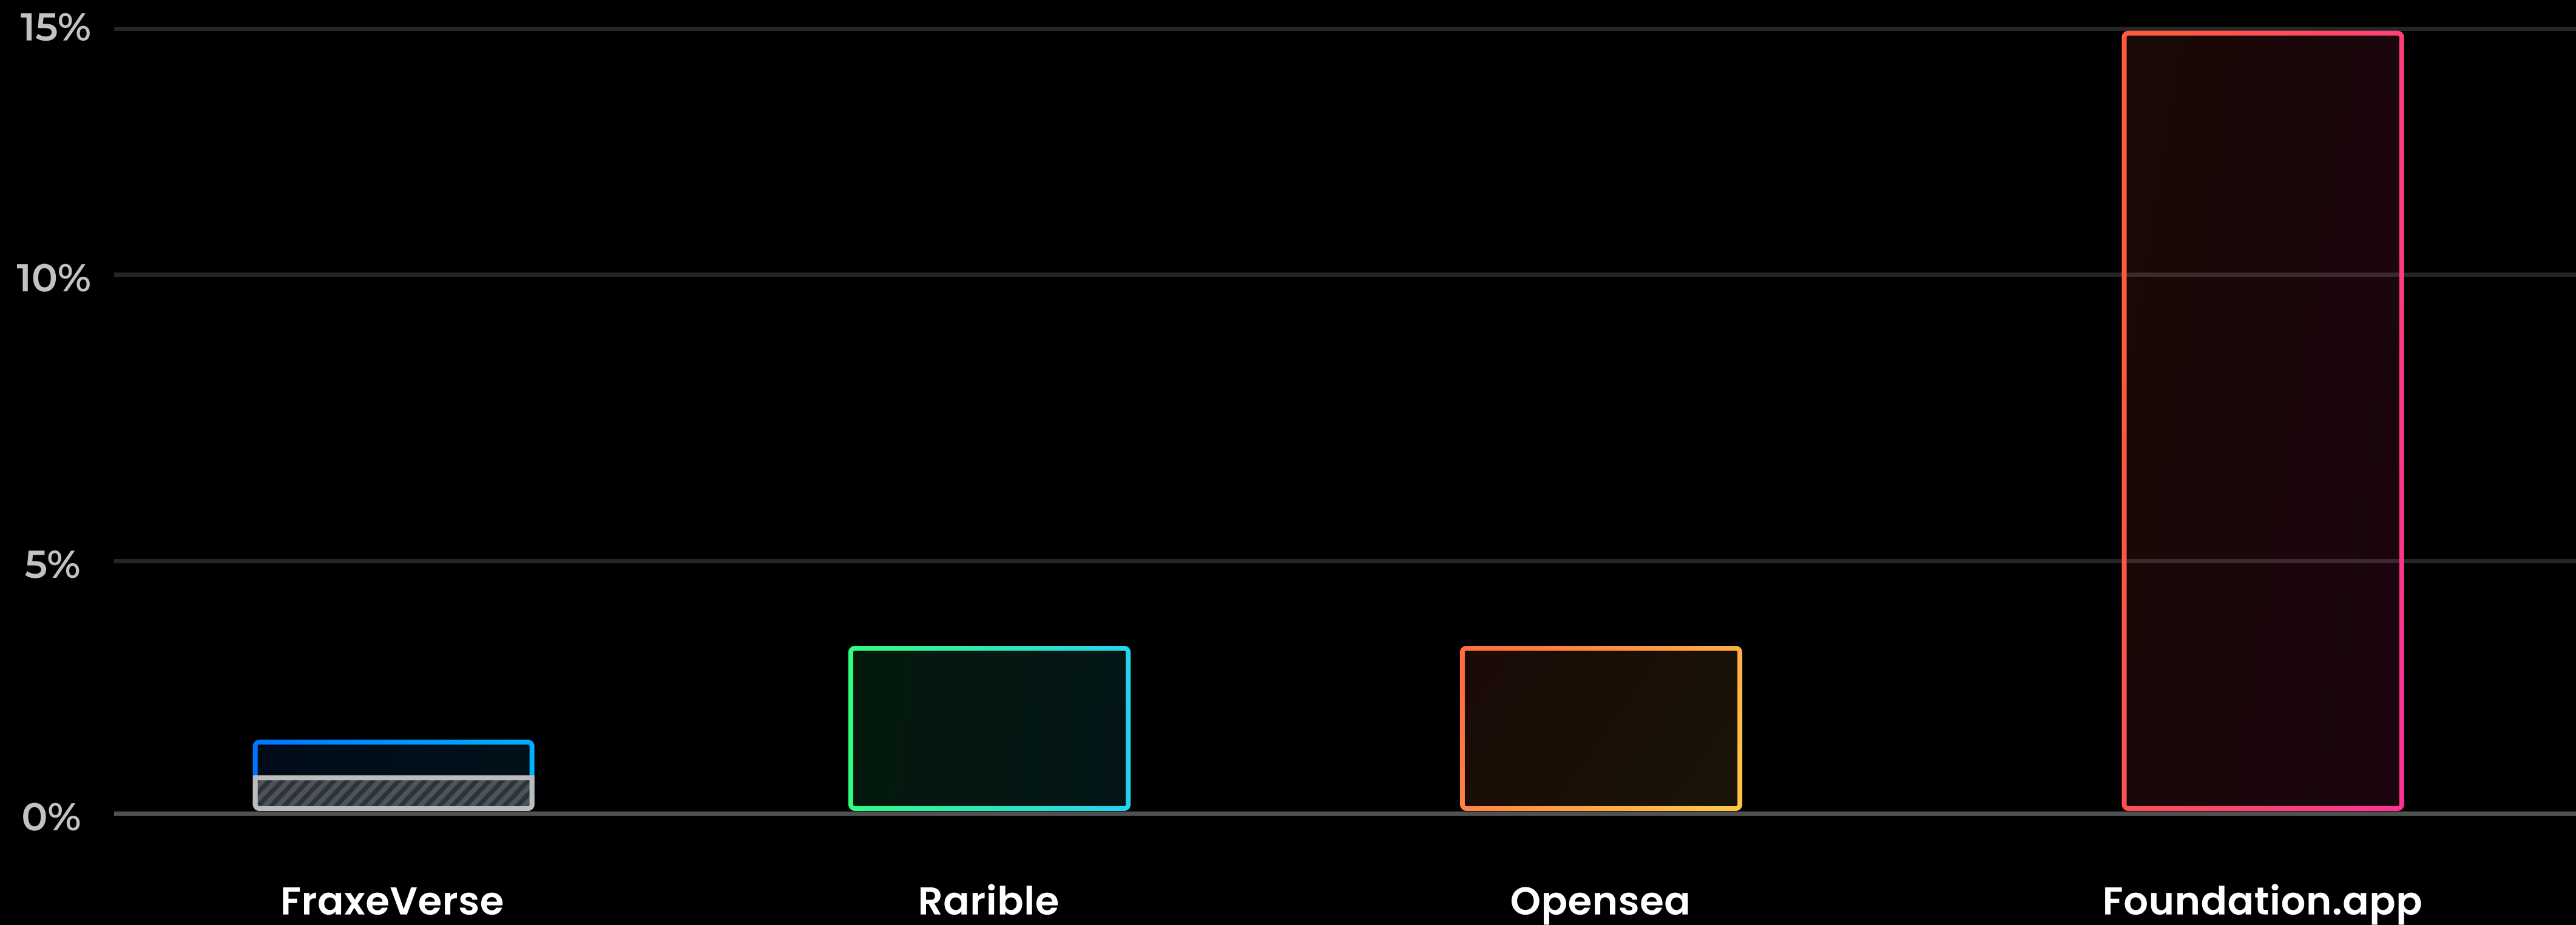 15%
10%
5%
0%
FraxeVerse
Rarible
Opensea
Foundation.app